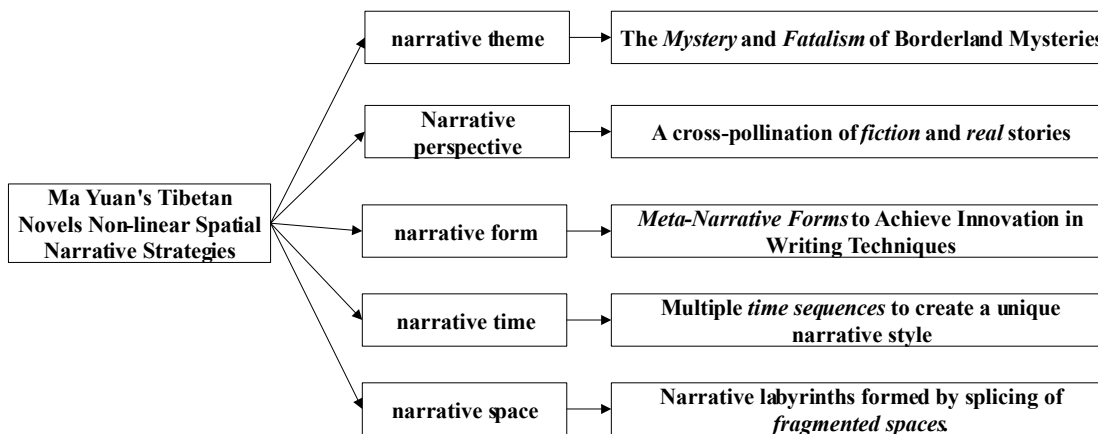 narrative theme
The Mystery and Fatalism of Borderland Mysteries
Narrative
perspective
A cross-pollination of fiction and real stories
Ma Yuan's Tibetan
Novels Non-linear Spatial
Narrative Strategies
narrative form
Meta-Narrative Forms to Achieve Innovation in
Writing Techniques
narrative time
Multiple time sequences to create a unique
narrative style
narrative space
Narrative labyrinths formed by splicing of
fragmented spaces.